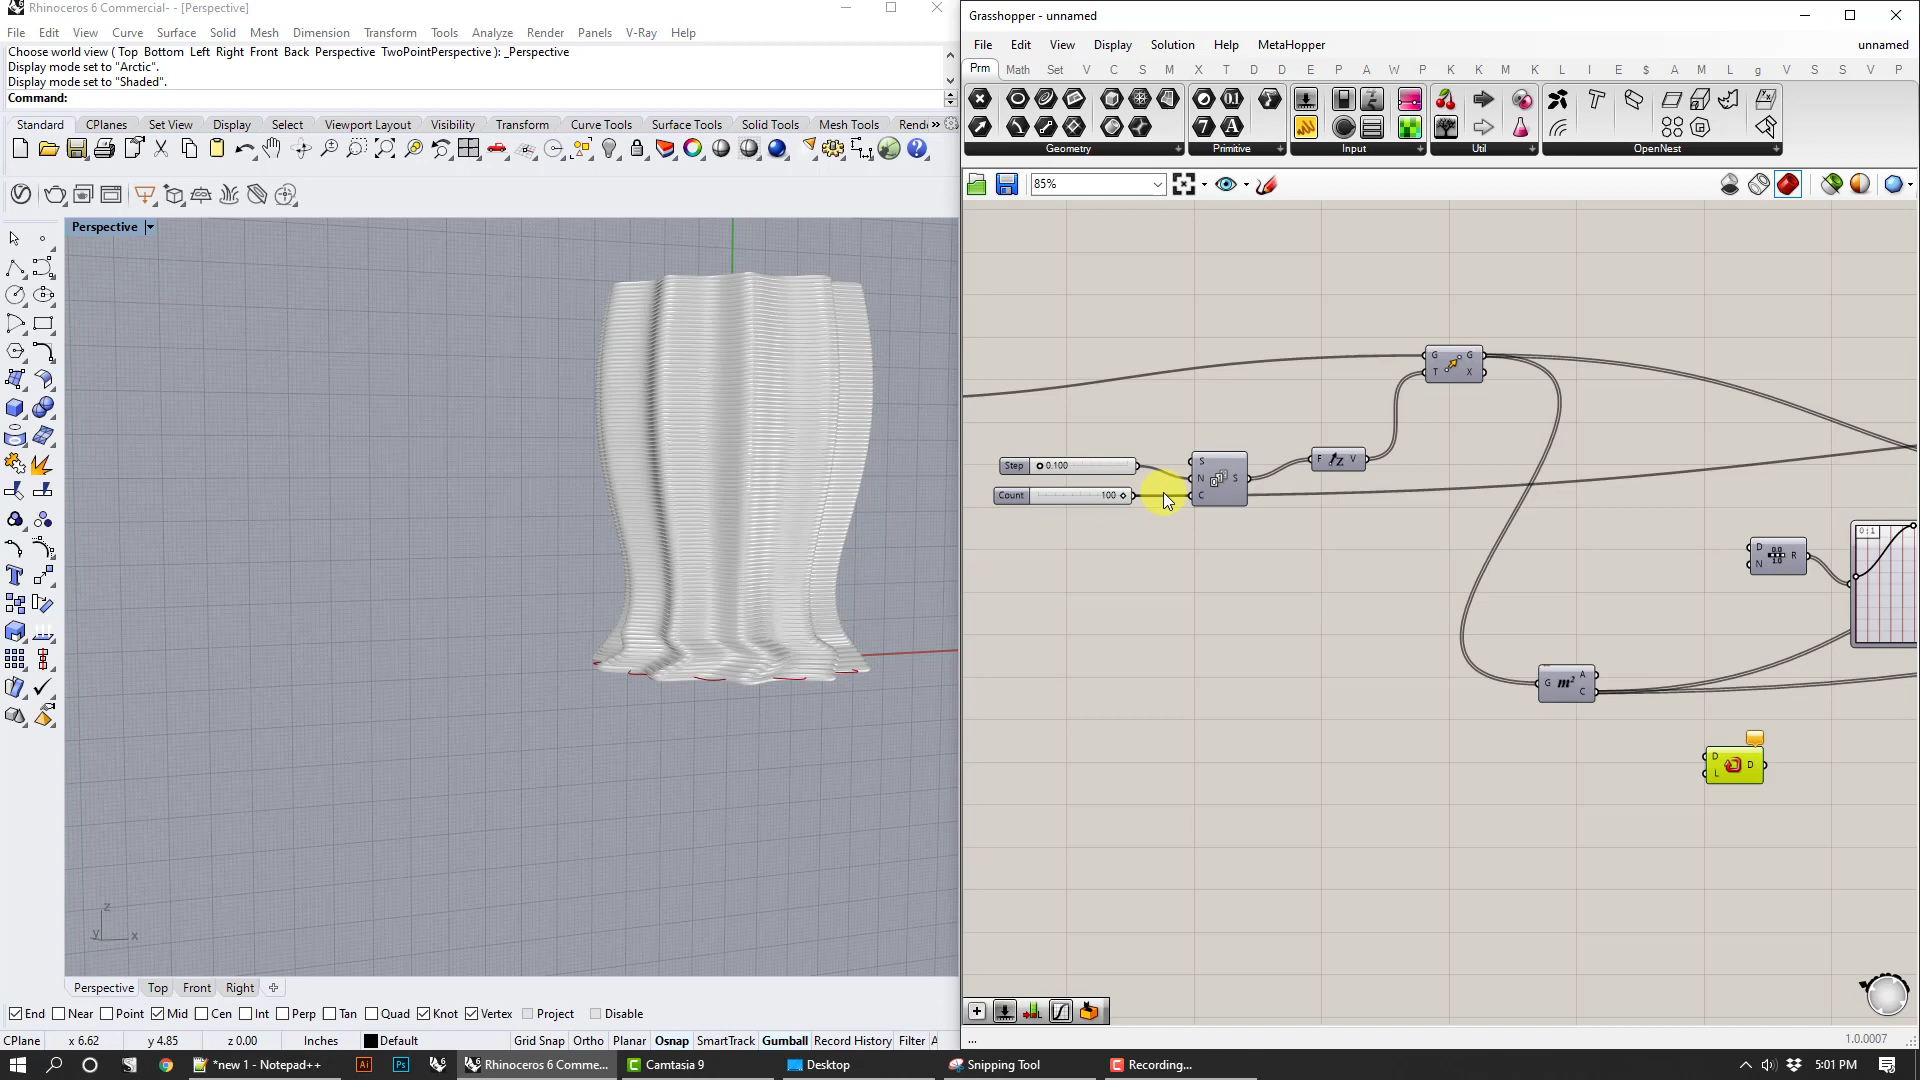 Rhinoceros 6 Commercial- - [Perspective]
File Edit View Curve Surface Solid Mesh Dimension Transform Tools Analyze Render Panels V-Ray Help
Choose world view ( Top Bottom Left Right Front Back Perspective TwoPointPerspective ): _Perspective
Display mode set to "Arctic".
Display mode set to "Shaded".
Command:
Standard CPlanes Set View Display Select Viewport Layout Visibility Transform Curve Tools Surface Tools Solid Tools Mesh Tools Rend »
Perspective
z
y x
Perspective Top Front Right
End Near Point Mid Cen Int Perp Tan Quad Knot Vertex Project Disable
CPlane x 6.62 y 4.85 z 0.00 Inches Default Grid Snap Ortho Planar Osnap SmartTrack Gumball Record History Filter A
Grasshopper - unnamed
File Edit View Display Solution Help MetaHopper unnamed
Prm Math Set V C S M X T D D E P A W P K K M K L I E $ A M L g V S S V P
Geometry Primitive Input Util OpenNest
85%
G G
T X
Step 0.100
Count 100
S
N S
C
F V
D R
N
0:1
G m² A
C
D D
L
...
1.0.0007
*new 1 - Notepad++ Rhinoceros 6 Comme... Camtasia 9 Desktop Snipping Tool Recording... 5:01 PM